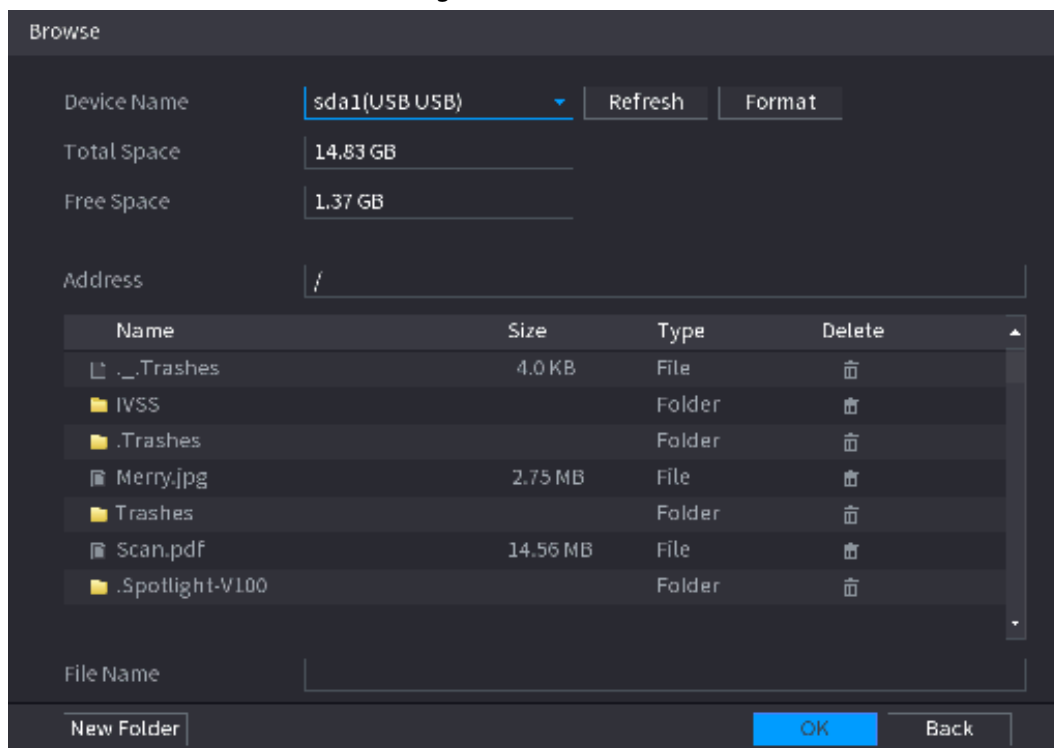 Browse
Device Name sda1(USB USB) Refresh Format
Total Space 14.83 GB
Free Space 1.37 GB
Address /
Name Size Type Delete
._.Trashes 4.0 KB File
IVSS Folder
.Trashes Folder
Merry.jpg 2.75 MB File
Trashes Folder
Scan.pdf 14.56 MB File
.Spotlight-V100 Folder
File Name
New Folder OK Back